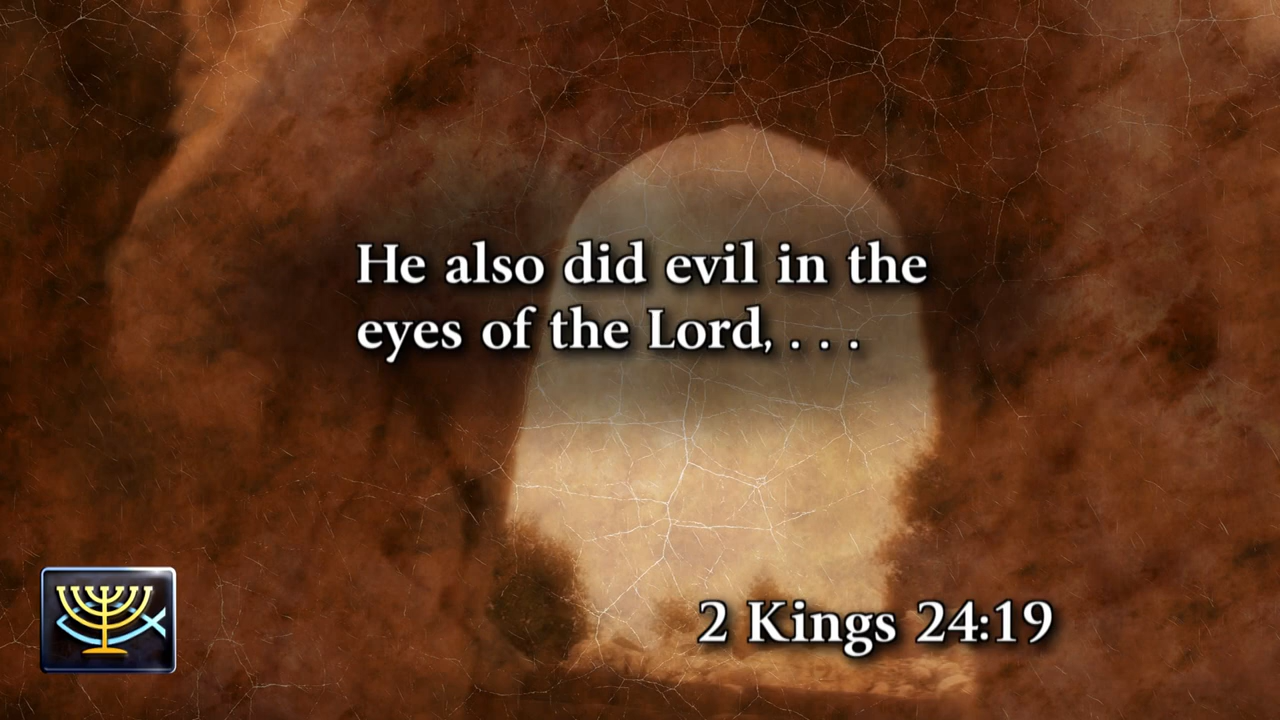 He also did evil in the
eyes of the Lord, . . .
2 Kings 24:19